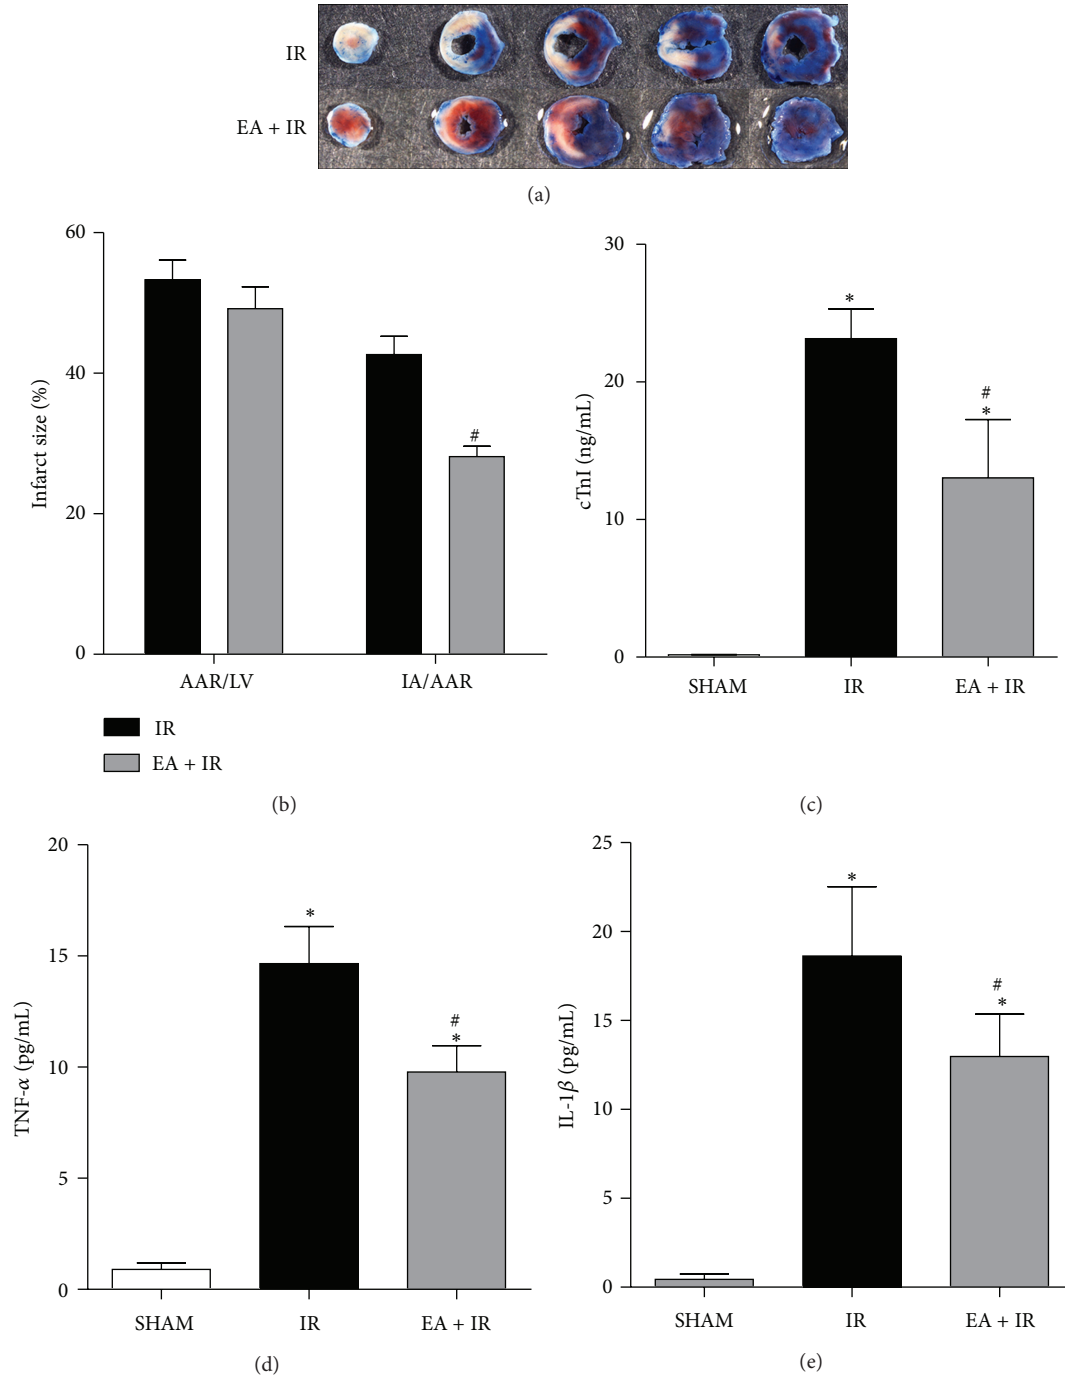 IR
EA + IR
(a)
60
40
20
0
Infarct size (%)
#
AAR/LV
IA/AAR
IR
EA + IR
(b)
30
20
10
0
cTnI (ng/mL)
*
#
*
SHAM
IR
EA + IR
(c)
20
15
10
5
0
TNF-α (pg/mL)
*
#
*
SHAM
IR
EA + IR
(d)
25
20
15
10
5
0
IL-1β (pg/mL)
*
#
*
SHAM
IR
EA + IR
(e)